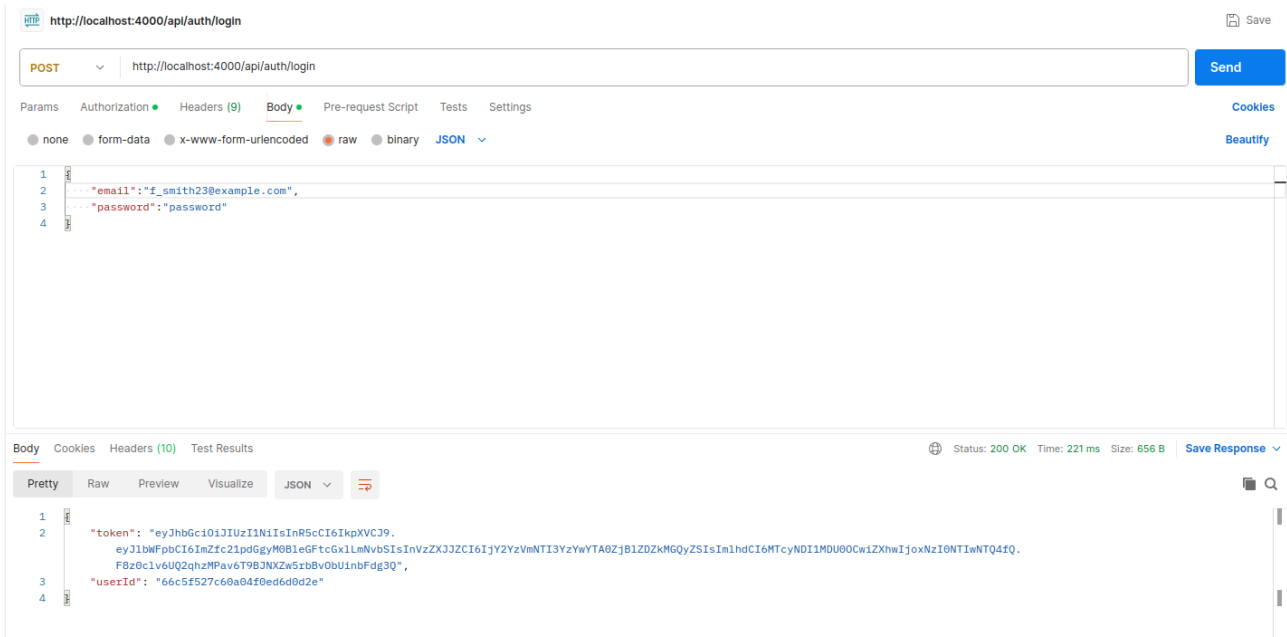 HTTP http://localhost:4000/api/auth/login Save
POST http://localhost:4000/api/auth/login Send
Params Authorization Headers (9) Body Pre-request Script Tests Settings Cookies
none form-data x-www-form-urlencoded raw binary JSON Beautify
1 {
2 "email":"f_smith23@example.com",
3 "password":"password"
4 }
Body Cookies Headers (10) Test Results Status: 200 OK Time: 221 ms Size: 656 B Save Response
Pretty Raw Preview Visualize JSON
1 {
2 "token": "eyJhbGciOiJIUzI1NiIsInR5cCI6IkpXVCJ9.
eyJlbWFpbCI6ImZfc21pdGgyM0BleGFtcGxlLmNvbSIsInVzZXJJZCI6IjY2YzVmNTI3YzYwYTA0ZjBlZDZkMGQyZSIsImlhdCI6MTcyNDI1MDU0OCwiZXhwIjoxNzI0NTIwNTQ4fQ.
F8z0clv6UQ2qhzMPav6T9BJNXZw5rbBvObUinbFdg3Q",
3 "userId": "66c5f527c60a04f0ed6d0d2e"
4 }